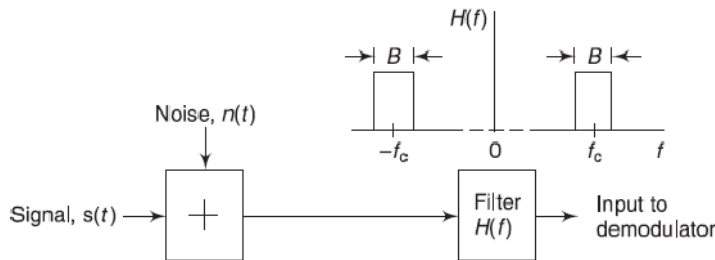 H(f)
B
B
Noise, n(t)
−fc
0
fc
f
Signal, s(t)
+
Filter
H(f)
Input to
demodulator